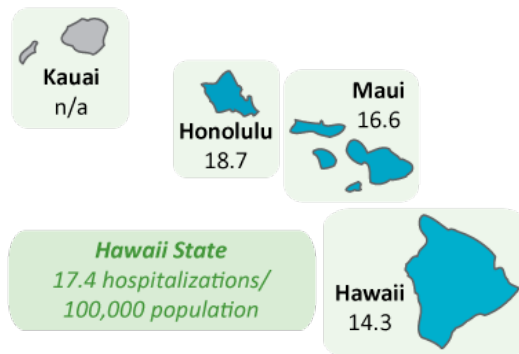 Kauai
n/a
Honolulu
18.7
Maui
16.6
Hawaii State
17.4 hospitalizations/
100,000 population
Hawaii
14.3